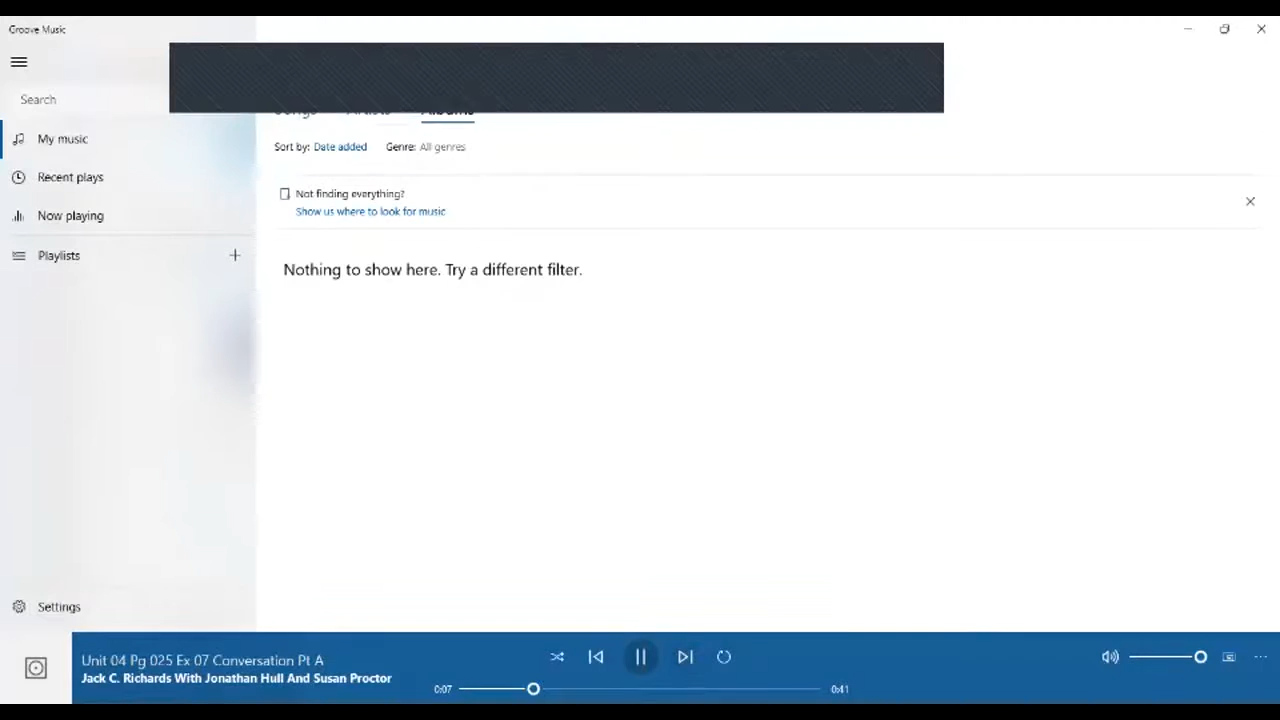 Groove Music
Search
My music
Recent plays
Now playing
Playlists
Settings
Albums
Sort by: Date added Genre: All genres
Not finding everything?
Show us where to look for music
Nothing to show here. Try a different filter.
Unit 04 Pg 025 Ex 07 Conversation Pt A
Jack C. Richards With Jonathan Hull And Susan Proctor
0:07
0:41